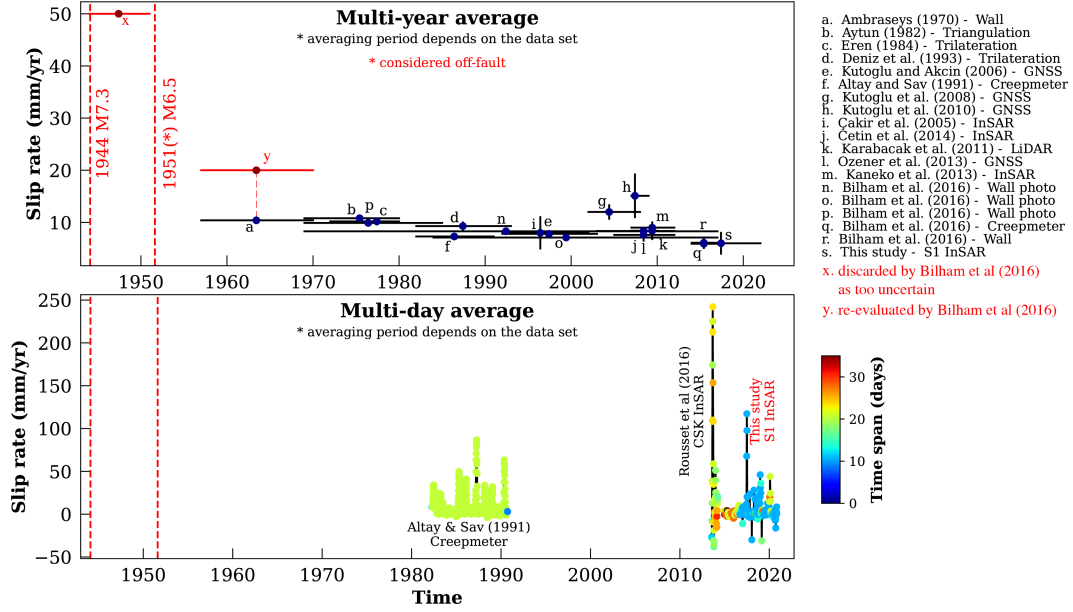 Multi-year average
* averaging period depends on the data set
* considered off-fault
Slip rate (mm/yr)
50
40
30
20
10
1944 M7.3
1951(*) M6.5
x
y
a
b
p
c
d
f
n
i
e
o
g
h
j
l
m
k
r
q
s
1950
1960
1970
1980
1990
2000
2010
2020
a. Ambraseys (1970) - Wall
b. Aytun (1982) - Triangulation
c. Eren (1984) - Trilateration
d. Deniz et al. (1993) - Trilateration
e. Kutoglu and Akcin (2006) - GNSS
f. Altay and Sav (1991) - Creepmeter
g. Kutoglu et al. (2008) - GNSS
h. Kutoglu et al. (2010) - GNSS
i. Çakir et al. (2005) - InSAR
j. Çetin et al. (2014) - InSAR
k. Karabacak et al. (2011) - LiDAR
l. Ozener et al. (2013) - GNSS
m. Kaneko et al. (2013) - InSAR
n. Bilham et al. (2016) - Wall photo
o. Bilham et al. (2016) - Wall photo
p. Bilham et al. (2016) - Wall photo
q. Bilham et al. (2016) - Creepmeter
r. Bilham et al. (2016) - Wall
s. This study - S1 InSAR
x. discarded by Bilham et al (2016)
as too uncertain
y. re-evaluated by Bilham et al (2016)
Multi-day average
* averaging period depends on the data set
Slip rate (mm/yr)
250
200
150
100
50
0
−50
Altay & Sav (1991)
Creepmeter
Rousset et al (2016)
CSK InSAR
This study
S1 InSAR
1950
1960
1970
1980
1990
2000
2010
2020
Time
30
20
10
0
Time span (days)